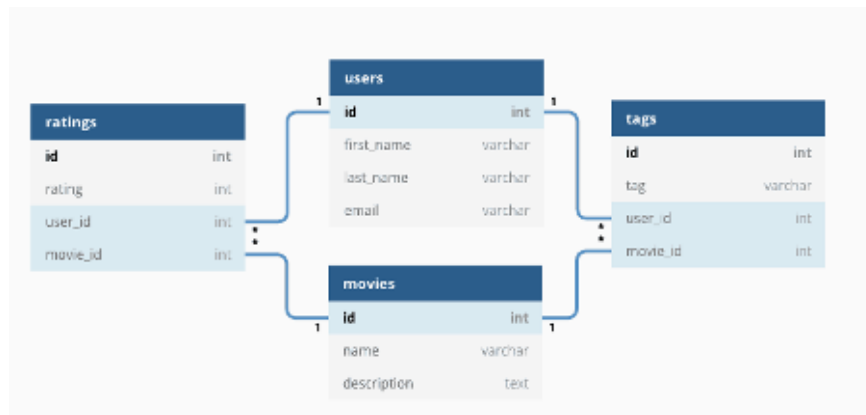 users
1
id int
1
first_name varchar
last_name varchar
email varchar
ratings
id int
rating int
user_id int
*
*
movie_id int
tags
id int
tag varchar
user_id int
*
*
movie_id int
movies
1
id int
1
name varchar
description text